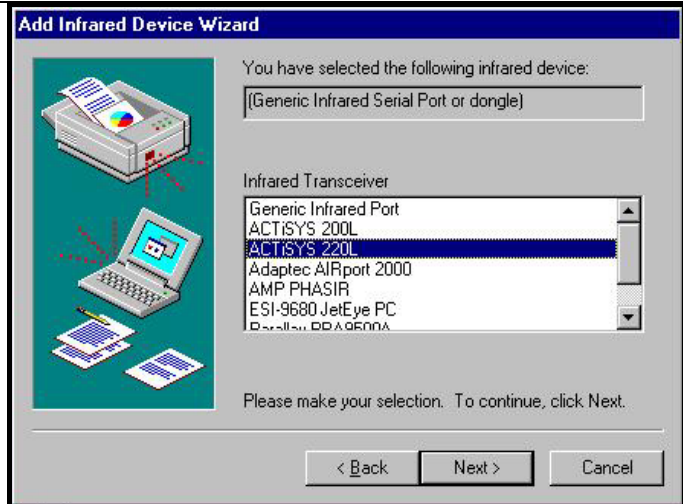 Add Infrared Device Wizard
You have selected the following infrared device:
(Generic Infrared Serial Port or dongle)
Infrared Transceiver
Generic Infrared Port
ACTiSYS 200L
ACTiSYS 220L
Adaptec AIRport 2000
AMP PHASIR
ESI-9680 JetEye PC
Please make your selection. To continue, click Next.
< Back
Next >
Cancel